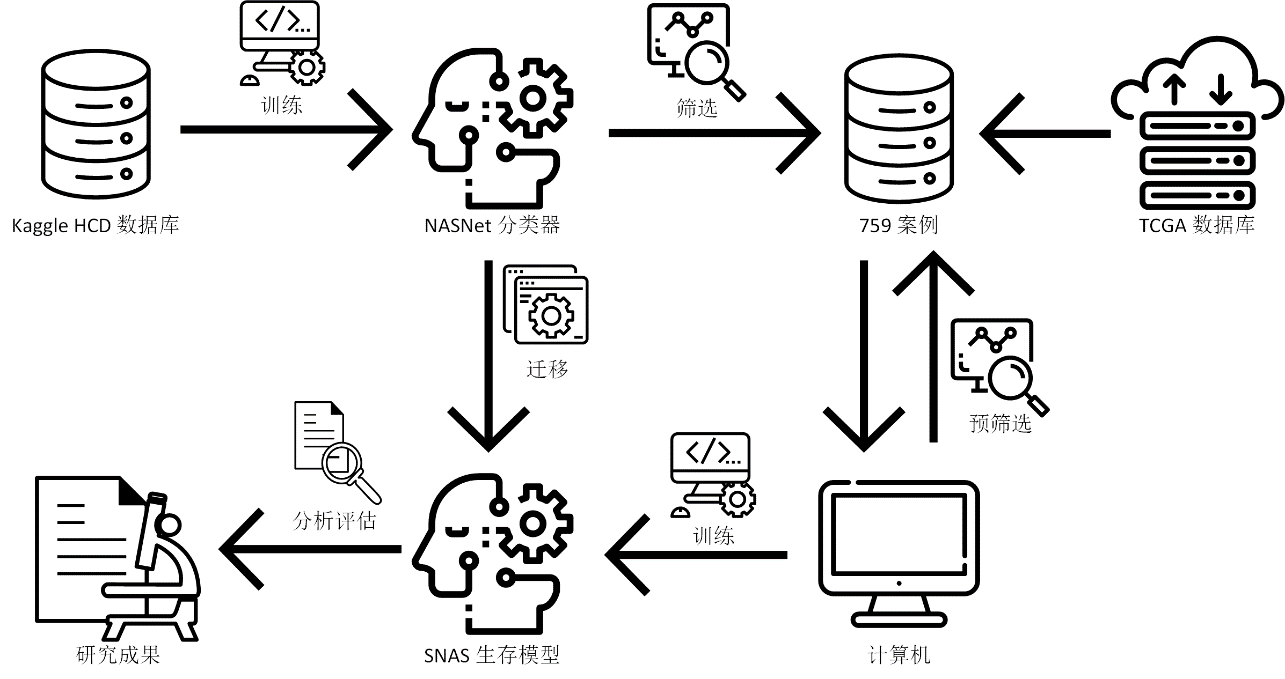 训练
筛选
Kaggle HCD 数据库
NASNet 分类器
759 案例
TCGA 数据库
迁移
预筛选
分析评估
训练
研究成果
SNAS 生存模型
计算机